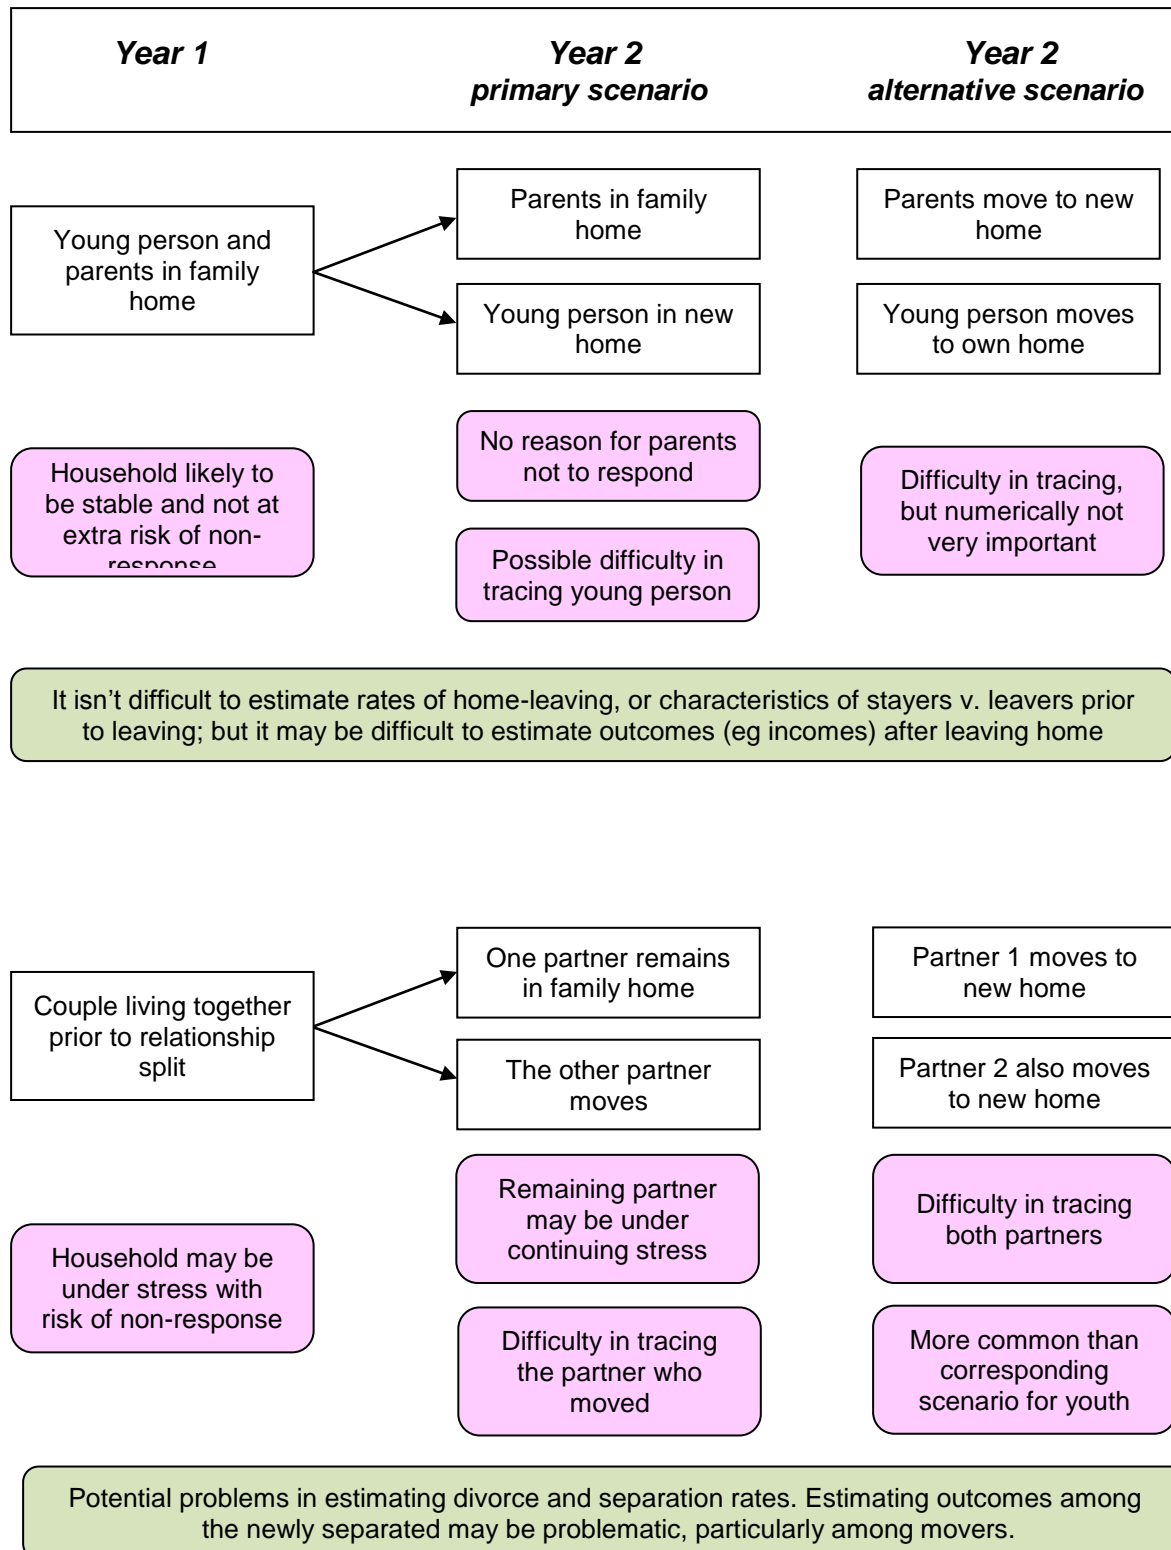 Year 1
Year 2
primary scenario
Year 2
alternative scenario
Young person and
parents in family
home
Parents in family
home
Young person in new
home
Parents move to new
home
Young person moves
to own home
Household likely to
be stable and not at
extra risk of non-
response
No reason for parents
not to respond
Possible difficulty in
tracing young person
Difficulty in tracing,
but numerically not
very important
It isn’t difficult to estimate rates of home-leaving, or characteristics of stayers v. leavers prior
to leaving; but it may be difficult to estimate outcomes (eg incomes) after leaving home
Couple living together
prior to relationship
split
One partner remains
in family home
The other partner
moves
Partner 1 moves to
new home
Partner 2 also moves
to new home
Household may be
under stress with
risk of non-response
Remaining partner
may be under
continuing stress
Difficulty in tracing
the partner who
moved
Difficulty in tracing
both partners
More common than
corresponding
scenario for youth
Potential problems in estimating divorce and separation rates. Estimating outcomes among
the newly separated may be problematic, particularly among movers.